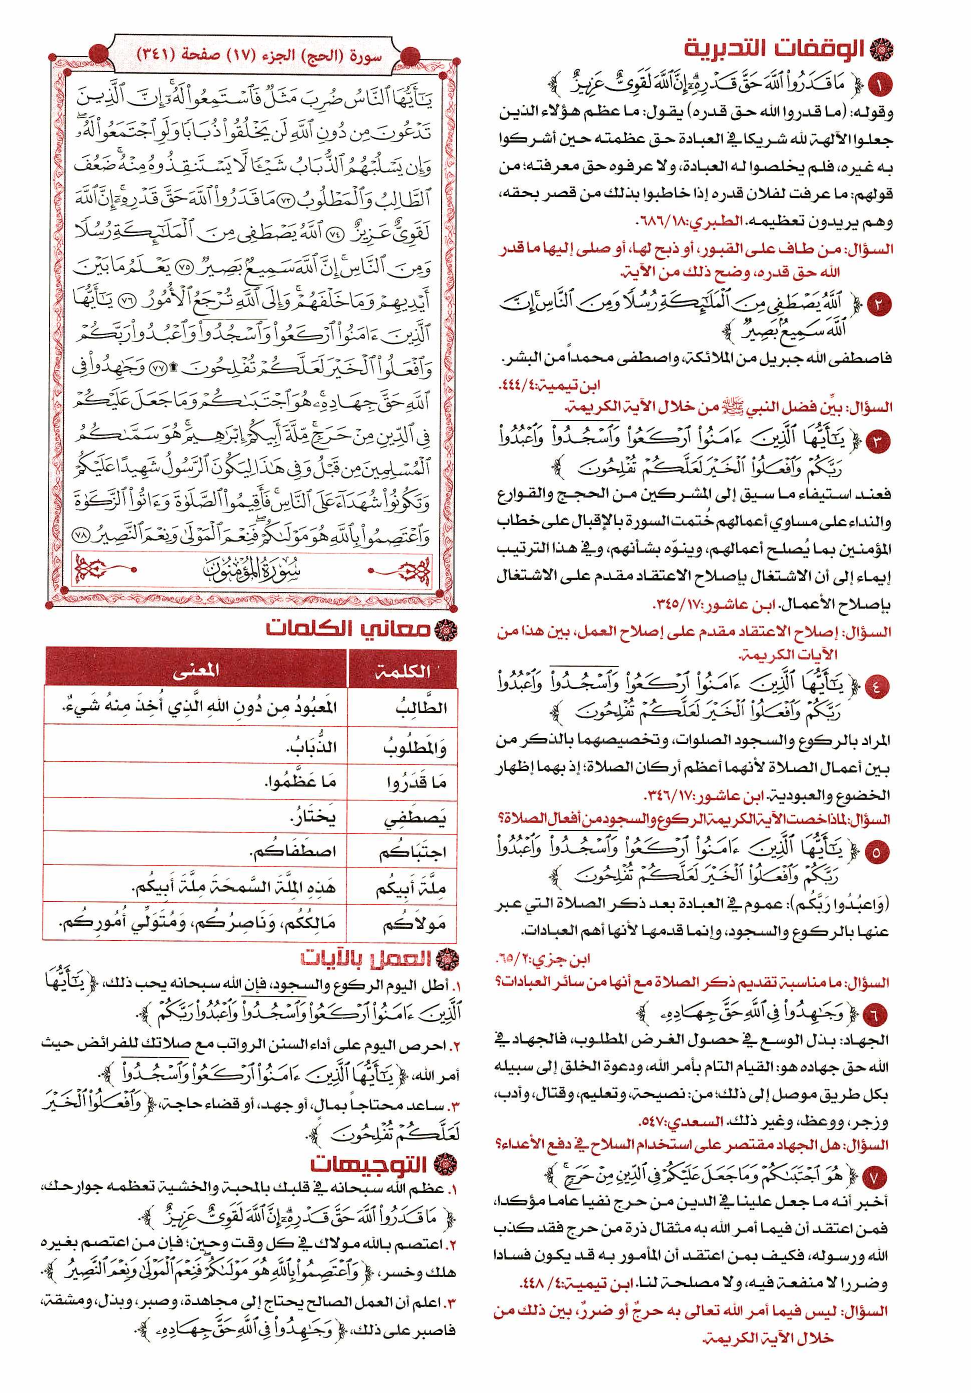 الوقفات التدبرية
١ ﴿ مَا قَدَرُوا۟ ٱللَّهَ حَقَّ قَدْرِهِۦٓ ۗ إِنَّ ٱللَّهَ لَقَوِىٌّ عَزِيزٌ ﴾
وقوله: (ما قدروا الله حق قدره) يقول: ما عظم هؤلاء الذين
جعلوا الآلهة لله شريكا في العبادة حق عظمته حين أشركوا
به غيره، فلم يخلصوا له العبادة، ولا عرفوه حق معرفته؛ من
قولهم: ما عرفت لفلان قدره إذا خاطبوا بذلك من قصر بحقه،
وهم يريدون تعظيمه. الطبري: ٦٨٦/١٨.
السؤال: من طاف على القبور، أو ذبح لها، أو صلى إليها ما قدر
الله حق قدره، وضح ذلك من الآية.
٢ ﴿ ٱللَّهُ يَصْطَفِى مِنَ ٱلْمَلَٰٓئِكَةِ رُسُلًا وَمِنَ ٱلنَّاسِ ۚ إِنَّ
ٱللَّهَ سَمِيعٌۢ بَصِيرٌ ﴾
فاصطفى الله جبريل من الملائكة، واصطفى محمداً من البشر.
ابن تيمية: ٤٤٤/٤.
السؤال: بيِّن فضل النبي ﷺ من خلال الآية الكريمة.
٣ ﴿ يَٰٓأَيُّهَا ٱلَّذِينَ ءَامَنُوا۟ ٱرْكَعُوا۟ وَٱسْجُدُوا۟ وَٱعْبُدُوا۟
رَبَّكُمْ وَٱفْعَلُوا۟ ٱلْخَيْرَ لَعَلَّكُمْ تُفْلِحُونَ ﴾
فعند استيفاء ما سيق إلى المشركين من الحجج والقوارع
والنداء على مساوي أعمالهم خُتمت السورة بالإقبال على خطاب
المؤمنين بما يُصلح أعمالهم، وينوّه بشأنهم، وفي هذا الترتيب
إيماء إلى أن الاشتغال بإصلاح الاعتقاد مقدم على الاشتغال
بإصلاح الأعمال. ابن عاشور: ٣٤٥/١٧.
السؤال: إصلاح الاعتقاد مقدم على إصلاح العمل، بين هذا من
الآيات الكريمة.
٤ ﴿ يَٰٓأَيُّهَا ٱلَّذِينَ ءَامَنُوا۟ ٱرْكَعُوا۟ وَٱسْجُدُوا۟ وَٱعْبُدُوا۟
رَبَّكُمْ وَٱفْعَلُوا۟ ٱلْخَيْرَ لَعَلَّكُمْ تُفْلِحُونَ ﴾
المراد بالركوع والسجود الصلوات، وتخصيصهما بالذكر من
بين أعمال الصلاة لأنهما أعظم أركان الصلاة؛ إذ بهما إظهار
الخضوع والعبودية. ابن عاشور: ٣٤٦/١٧.
السؤال: لماذا خصت الآية الكريمة الركوع والسجود من أفعال الصلاة؟
٥ ﴿ يَٰٓأَيُّهَا ٱلَّذِينَ ءَامَنُوا۟ ٱرْكَعُوا۟ وَٱسْجُدُوا۟ وَٱعْبُدُوا۟
رَبَّكُمْ وَٱفْعَلُوا۟ ٱلْخَيْرَ لَعَلَّكُمْ تُفْلِحُونَ ﴾
(وَاعبُدُوا رَبَّكُم): عموم في العبادة بعد ذكر الصلاة التي عبر
عنها بالركوع والسجود، وإنما قدمها لأنها أهم العبادات.
ابن جزي: ٦٥/٢.
السؤال: ما مناسبة تقديم ذكر الصلاة مع أنها من سائر العبادات؟
٦ ﴿ وَجَٰهِدُوا۟ فِى ٱللَّهِ حَقَّ جِهَادِهِۦ ﴾
الجهاد: بذل الوسع في حصول الغرض المطلوب، فالجهاد في
الله حق جهاده هو: القيام التام بأمر الله، ودعوة الخلق إلى سبيله
بكل طريق موصل إلى ذلك؛ من: نصيحة، وتعليم، وقتال، وأدب،
وزجر، ووعظ، وغير ذلك. السعدي: ٥٤٧.
السؤال: هل الجهاد مقتصر على استخدام السلاح في دفع الأعداء؟
٧ ﴿ هُوَ ٱجْتَبَىٰكُمْ وَمَا جَعَلَ عَلَيْكُمْ فِى ٱلدِّينِ مِنْ حَرَجٍ ۚ ﴾
أخبر أنه ما جعل علينا في الدين من حرج نفيا عاما مؤكدا،
فمن اعتقد أن فيما أمر الله به مثقال ذرة من حرج فقد كذب
الله ورسوله، فكيف بمن اعتقد أن المأمور به قد يكون فسادا
وضررا لا منفعة فيه، ولا مصلحة لنا. ابن تيمية: ٤٤٨/٤.
السؤال: ليس فيما أمر الله تعالى به حرجٌ أو ضررٌ، بين ذلك من
خلال الآية الكريمة.
سورة (الحج) الجزء (١٧) صفحة (٣٤١)
يَٰٓأَيُّهَا ٱلنَّاسُ ضُرِبَ مَثَلٌ فَٱسْتَمِعُوا۟ لَهُۥٓ ۚ إِنَّ ٱلَّذِينَ
تَدْعُونَ مِن دُونِ ٱللَّهِ لَن يَخْلُقُوا۟ ذُبَابًا وَلَوِ ٱجْتَمَعُوا۟ لَهُۥ ۖ
وَإِن يَسْلُبْهُمُ ٱلذُّبَابُ شَيْـًٔا لَّا يَسْتَنقِذُوهُ مِنْهُ ۚ ضَعُفَ
ٱلطَّالِبُ وَٱلْمَطْلُوبُ ٧٣ مَا قَدَرُوا۟ ٱللَّهَ حَقَّ قَدْرِهِۦٓ ۗ إِنَّ ٱللَّهَ
لَقَوِىٌّ عَزِيزٌ ٧٤ ٱللَّهُ يَصْطَفِى مِنَ ٱلْمَلَٰٓئِكَةِ رُسُلًا
وَمِنَ ٱلنَّاسِ ۚ إِنَّ ٱللَّهَ سَمِيعٌۢ بَصِيرٌ ٧٥ يَعْلَمُ مَا بَيْنَ
أَيْدِيهِمْ وَمَا خَلْفَهُمْ ۗ وَإِلَى ٱللَّهِ تُرْجَعُ ٱلْأُمُورُ ٧٦ يَٰٓأَيُّهَا
ٱلَّذِينَ ءَامَنُوا۟ ٱرْكَعُوا۟ وَٱسْجُدُوا۟ وَٱعْبُدُوا۟ رَبَّكُمْ
وَٱفْعَلُوا۟ ٱلْخَيْرَ لَعَلَّكُمْ تُفْلِحُونَ ۩ ٧٧ وَجَٰهِدُوا۟ فِى
ٱللَّهِ حَقَّ جِهَادِهِۦ ۚ هُوَ ٱجْتَبَىٰكُمْ وَمَا جَعَلَ عَلَيْكُمْ
فِى ٱلدِّينِ مِنْ حَرَجٍ ۚ مِّلَّةَ أَبِيكُمْ إِبْرَٰهِيمَ ۚ هُوَ سَمَّىٰكُمُ
ٱلْمُسْلِمِينَ مِن قَبْلُ وَفِى هَٰذَا لِيَكُونَ ٱلرَّسُولُ شَهِيدًا عَلَيْكُمْ
وَتَكُونُوا۟ شُهَدَآءَ عَلَى ٱلنَّاسِ ۚ فَأَقِيمُوا۟ ٱلصَّلَوٰةَ وَءَاتُوا۟ ٱلزَّكَوٰةَ
وَٱعْتَصِمُوا۟ بِٱللَّهِ هُوَ مَوْلَىٰكُمْ ۖ فَنِعْمَ ٱلْمَوْلَىٰ وَنِعْمَ ٱلنَّصِيرُ ٧٨
سُورَةُ الْمُؤْمِنُونَ
معاني الكلمات
الكلمة المعنى
الطَّالِبُ المَعبُودُ مِن دُونِ اللهِ الَّذِي أُخِذَ مِنهُ شَيءٌ.
وَالمَطلُوبُ الذُّبَابُ.
مَا قَدَرُوا مَا عَظَّمُوا.
يَصطَفِي يَختَارُ.
اجتَبَاكُم اصطَفَاكُم.
مِلَّةَ أَبِيكُم هَذِهِ المِلَّةَ السَّمحَةَ مِلَّةَ أَبِيكُم.
مَولَاكُم مَالِكُكُم، وَنَاصِرُكُم، وَمُتَوَلِّي أُمُورِكُم.
العمل بالآيات
١. أطل اليوم الركوع والسجود، فإن الله سبحانه يحب ذلك، ﴿ يَٰٓأَيُّهَا
ٱلَّذِينَ ءَامَنُوا۟ ٱرْكَعُوا۟ وَٱسْجُدُوا۟ وَٱعْبُدُوا۟ رَبَّكُمْ ﴾.
٢. احرص اليوم على أداء السنن الرواتب مع صلاتك للفرائض حيث
أمر الله، ﴿ يَٰٓأَيُّهَا ٱلَّذِينَ ءَامَنُوا۟ ٱرْكَعُوا۟ وَٱسْجُدُوا۟ ﴾.
٣. ساعد محتاجاً بمال، أو جهد، أو قضاء حاجة، ﴿ وَٱفْعَلُوا۟ ٱلْخَيْرَ
لَعَلَّكُمْ تُفْلِحُونَ ﴾.
التوجيهات
١. عظم الله سبحانه في قلبك بالمحبة والخشية تعظمه جوارحك،
﴿ مَا قَدَرُوا۟ ٱللَّهَ حَقَّ قَدْرِهِۦٓ ۗ إِنَّ ٱللَّهَ لَقَوِىٌّ عَزِيزٌ ﴾.
٢. اعتصم بالله مولاك في كل وقت وحين؛ فإن من اعتصم بغيره
هلك وخسر، ﴿ وَٱعْتَصِمُوا۟ بِٱللَّهِ هُوَ مَوْلَىٰكُمْ ۖ فَنِعْمَ ٱلْمَوْلَىٰ وَنِعْمَ ٱلنَّصِيرُ ﴾.
٣. اعلم أن العمل الصالح يحتاج إلى مجاهدة، وصبر، وبذل، ومشقة،
فاصبر على ذلك، ﴿ وَجَٰهِدُوا۟ فِى ٱللَّهِ حَقَّ جِهَادِهِۦ ﴾.